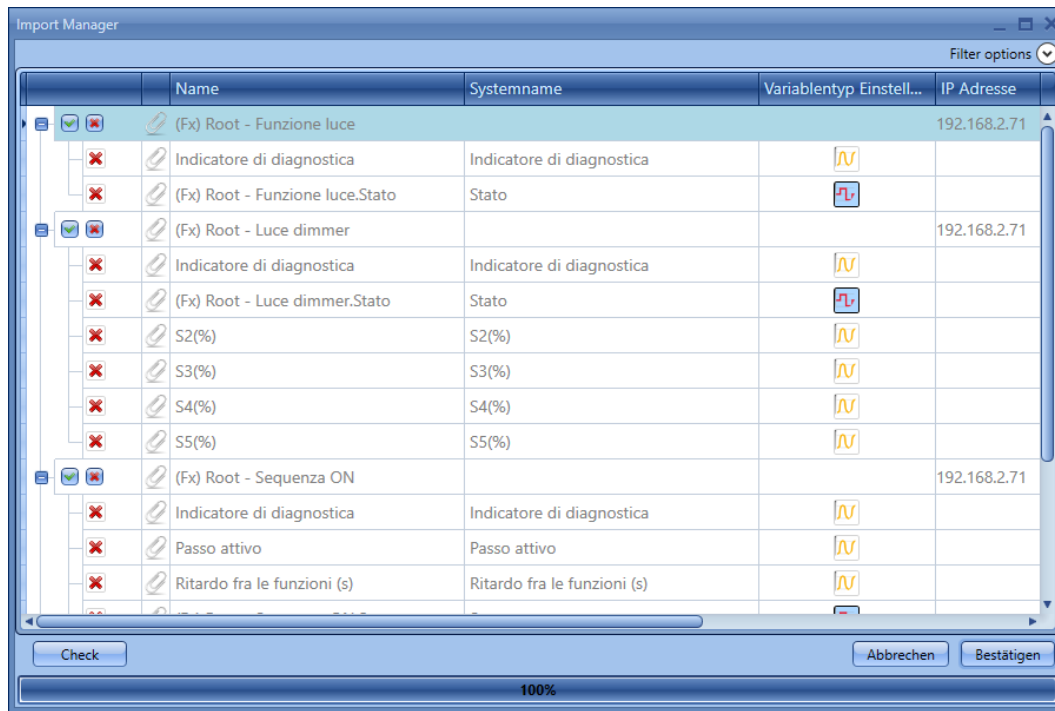 Import Manager
Filter options
Name Systemname Variablentyp Einstell... IP Adresse
(Fx) Root - Funzione luce 192.168.2.71
Indicatore di diagnostica Indicatore di diagnostica
(Fx) Root - Funzione luce.Stato Stato
(Fx) Root - Luce dimmer 192.168.2.71
Indicatore di diagnostica Indicatore di diagnostica
(Fx) Root - Luce dimmer.Stato Stato
S2(%) S2(%)
S3(%) S3(%)
S4(%) S4(%)
S5(%) S5(%)
(Fx) Root - Sequenza ON 192.168.2.71
Indicatore di diagnostica Indicatore di diagnostica
Passo attivo Passo attivo
Ritardo fra le funzioni (s) Ritardo fra le funzioni (s)
Check Abbrechen Bestätigen
100%